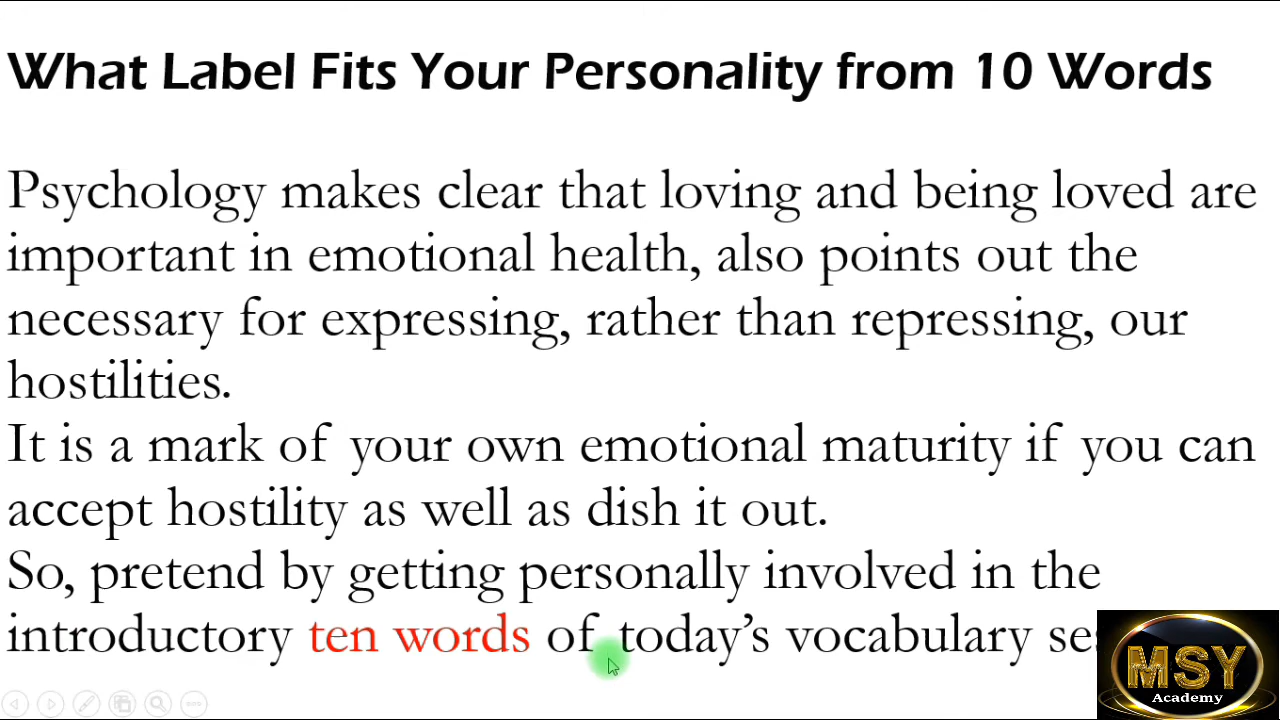 What Label Fits Your Personality from 10 Words
Psychology makes clear that loving and being loved are
important in emotional health, also points out the
necessary for expressing, rather than repressing, our
hostilities.
It is a mark of your own emotional maturity if you can
accept hostility as well as dish it out.
So, pretend by getting personally involved in the
introductory ten words of today's vocabulary
MSY
Academy